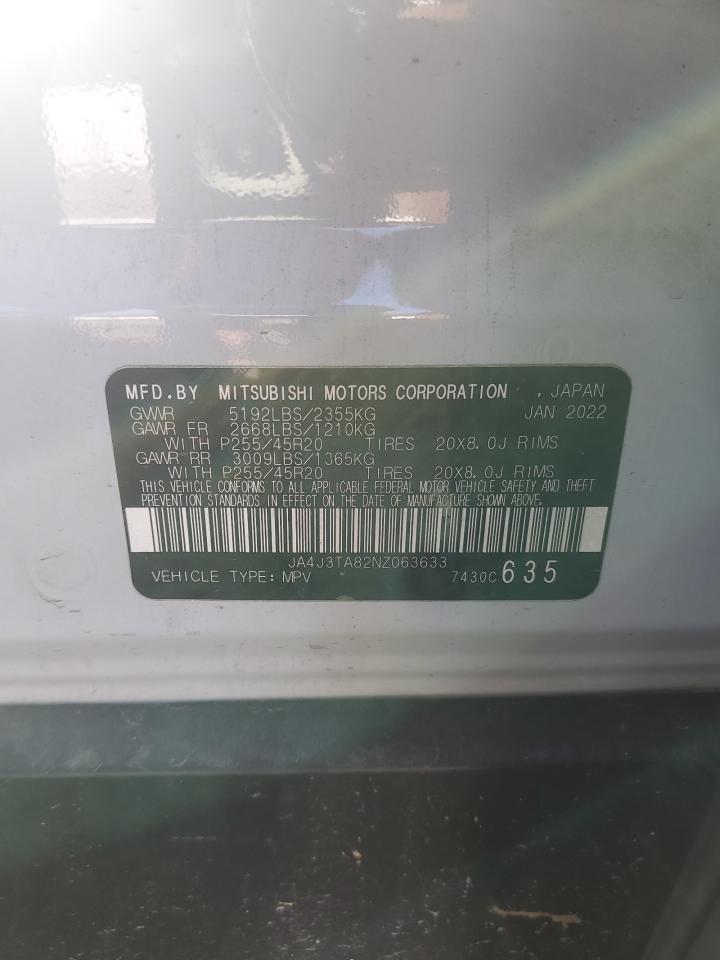 MFD.BY MITSUBISHI MOTORS CORPORATION , JAPAN
GVWR 5192LBS/2355KG JAN 2022
GAWR FR 2668LBS/1210KG
WITH P255/45R20 TIRES 20X8.0J RIMS
GAWR RR 3009LBS/1365KG
WITH P255/45R20 TIRES 20X8.0J RIMS
THIS VEHICLE CONFORMS TO ALL APPLICABLE FEDERAL MOTOR VEHICLE SAFETY AND THEFT
PREVENTION STANDARDS IN EFFECT ON THE DATE OF MANUFACTURE SHOWN ABOVE.
JA4J3TA82NZ063633
VEHICLE TYPE: MPV 7430C 635